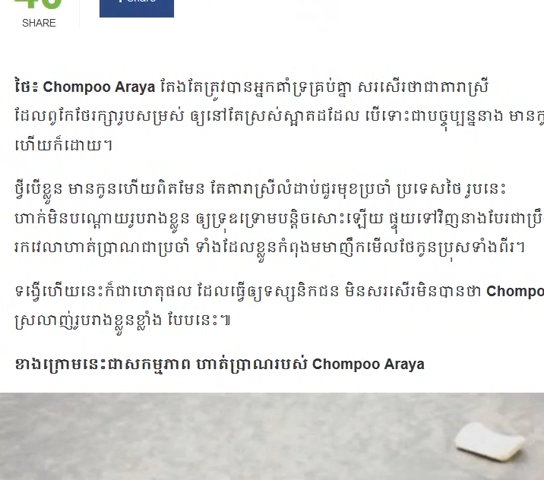 SHARE
Share
ថៃ៖ Chompoo Araya តែងតែត្រូវបានអ្នកគាំទ្រគ្រប់គ្នា សរសើរថាជាតារាស្រី
ដែលពូកែថែរក្សារូបសម្រស់ ឲ្យនៅតែស្រស់ស្អាតដដែល បើទោះជាបច្ចុប្បន្ននាង មាន
ហើយក៏ដោយ។
ថ្វីបើខ្លួន មានកូនហើយពិតមែន តែតារាស្រីលំដាប់ជួរមុខប្រចាំ ប្រទេសថៃ រូបនេះ
ហាក់មិនបណ្តោយរូបរាងខ្លួន ឲ្យទ្រុឌទ្រោមបន្តិចសោះឡើយ ផ្ទុយទៅវិញនាងបែរជា
រកវេលាហាត់ប្រាណជាប្រចាំ ទាំងដែលខ្លួនកំពុងមមាញឹកមើលថែកូនប្រុសទាំងពីរ។
ទង្វើហើយនេះក៏ជាហេតុផល ដែលធ្វើឲ្យទស្សនិកជន មិនសរសើរមិនបានថា Chompo
ស្រលាញ់រូបរាងខ្លួនខ្លាំង បែបនេះ៕
ខាងក្រោមនេះជាសកម្មភាព ហាត់ប្រាណរបស់ Chompoo Araya